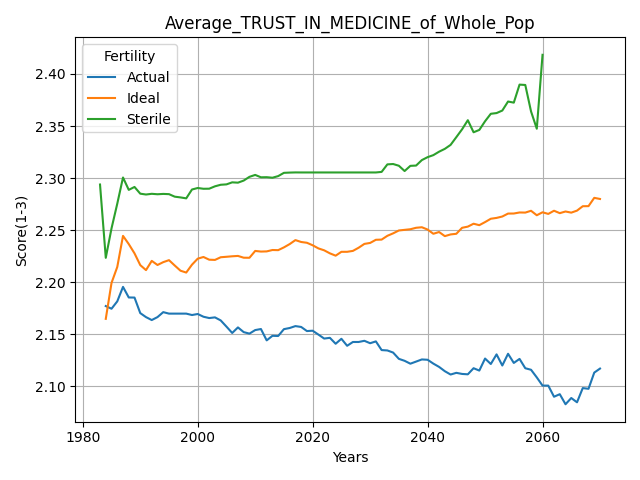 Average_TRUST_IN_MEDICINE_of_Whole_Pop
Fertility
Actual
Ideal
Sterile
Score(1-3)
2.40
2.35
2.30
2.25
2.20
2.15
2.10
1980 2000 2020 2040 2060
Years